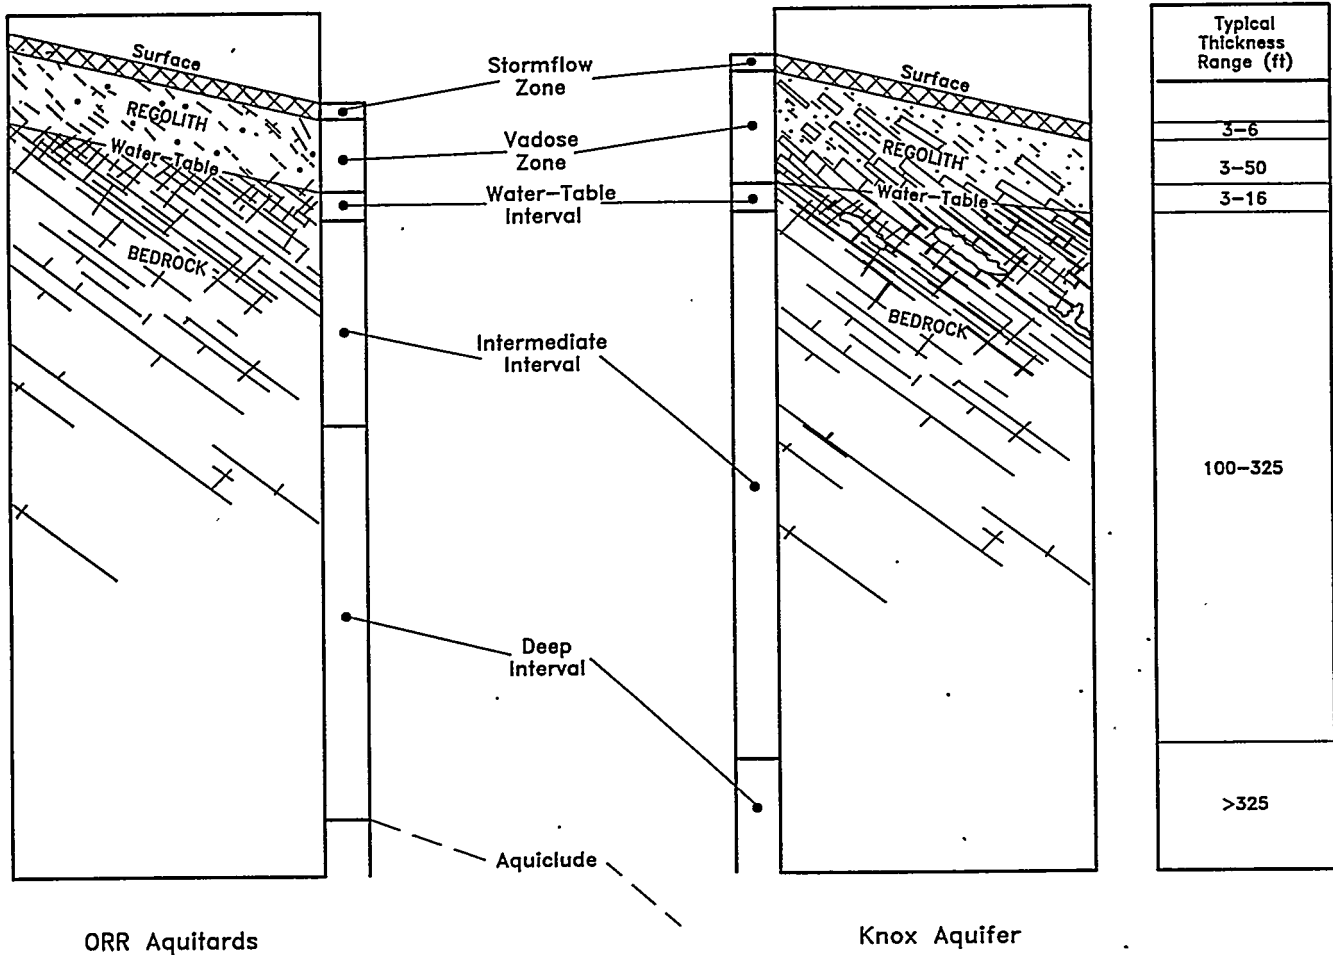 Surface
REGOLITH
Water-Table
BEDROCK
Stormflow
Zone
Vadose
Zone
Water-Table
Interval
Intermediate
Interval
Deep
Interval
Aquiclude
Surface
REGOLITH
Water-Table
BEDROCK
Typical
Thickness
Range (ft)
3-6
3-50
3-16
100-325
>325
ORR Aquitards
Knox Aquifer